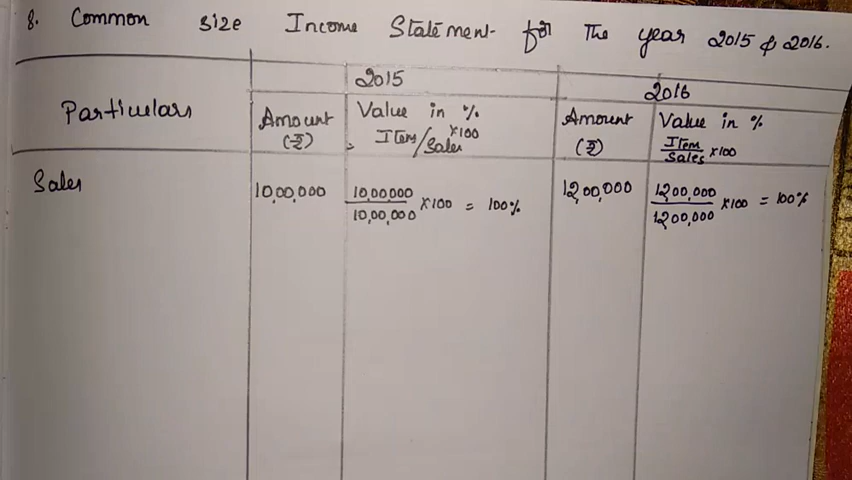 8. Common size Income Statement for The year 2015 & 2016.
2015 2016
Particulars Amount (₹) Value in % Item/Sales ×100 Amount (₹) Value in % Item/Sales ×100
Sales 10,00,000 10,00,000/10,00,000 ×100 = 100% 12,00,000 1200,000/1200,000 ×100 = 100%